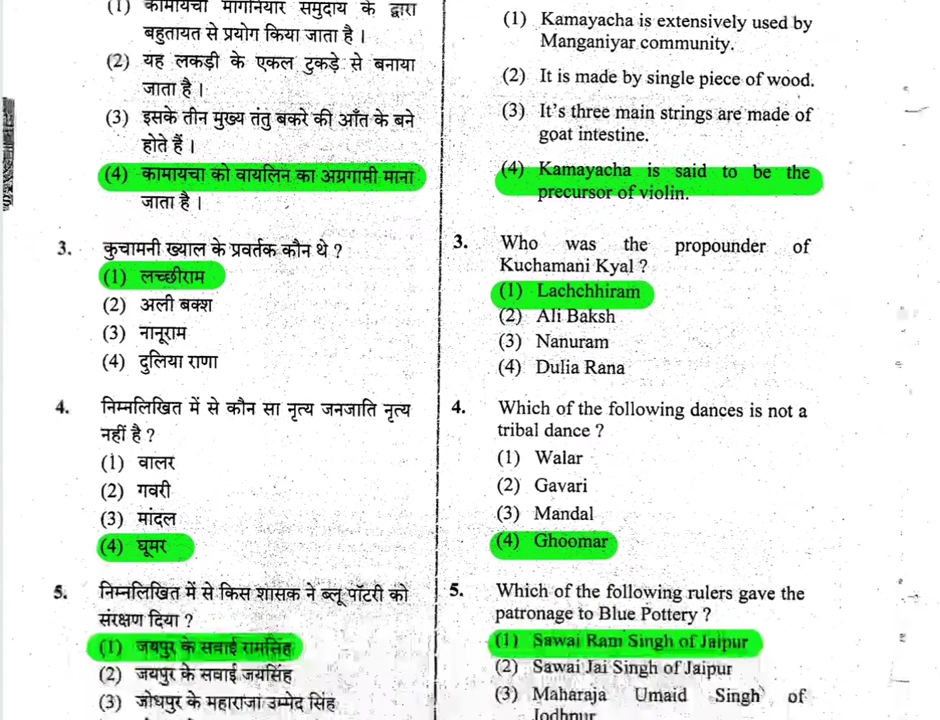 (1) कामायचा मांगनियार समुदाय के द्वारा
बहुतायत से प्रयोग किया जाता है ।
(2) यह लकड़ी के एकल टुकड़े से बनाया
जाता है ।
(3) इसके तीन मुख्य तंतु बकरे की आँत के बने
होते हैं ।
(4) कामायचा को वायलिन का अग्रगामी माना
जाता है ।
3. कुचामनी ख्याल के प्रवर्तक कौन थे ?
(1) लच्छीराम
(2) अली बक्श
(3) नानूराम
(4) दुलिया राणा
4. निम्नलिखित में से कौन सा नृत्य जनजाति नृत्य
नहीं है ?
(1) वालर
(2) गवरी
(3) मांदल
(4) घूमर
5. निम्नलिखित में से किस शासक ने ब्लू पॉटरी को
संरक्षण दिया ?
(1) जयपुर के सवाई रामसिंह
(2) जयपुर के सवाई जयसिंह
(3) जोधपुर के महाराजा उम्मेद सिंह
(1) Kamayacha is extensively used by
Manganiyar community.
(2) It is made by single piece of wood.
(3) It's three main strings are made of
goat intestine.
(4) Kamayacha is said to be the
precursor of violin.
3. Who was the propounder of
Kuchamani Kyal ?
(1) Lachchhiram
(2) Ali Baksh
(3) Nanuram
(4) Dulia Rana
4. Which of the following dances is not a
tribal dance ?
(1) Walar
(2) Gavari
(3) Mandal
(4) Ghoomar
5. Which of the following rulers gave the
patronage to Blue Pottery ?
(1) Sawai Ram Singh of Jaipur
(2) Sawai Jai Singh of Jaipur
(3) Maharaja Umaid Singh of
Jodhpur